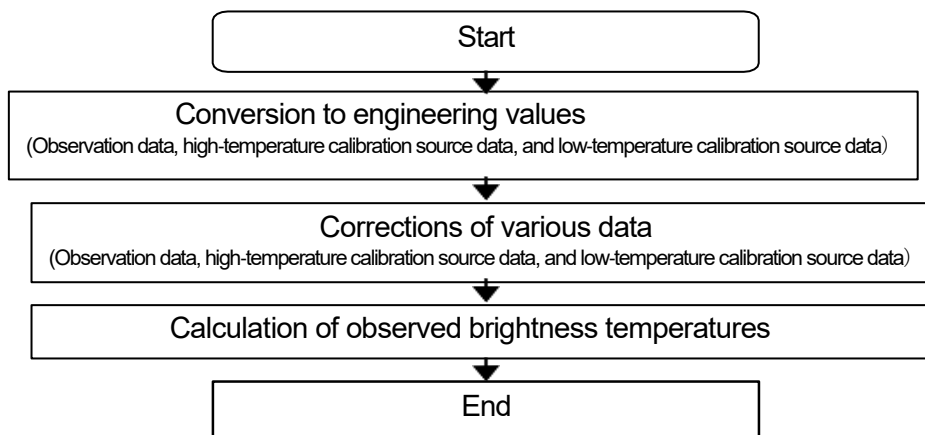 Start
Conversion to engineering values
(Observation data, high-temperature calibration source data, and low-temperature calibration source data）
Corrections of various data
(Observation data, high-temperature calibration source data, and low-temperature calibration source data）
Calculation of observed brightness temperatures
End